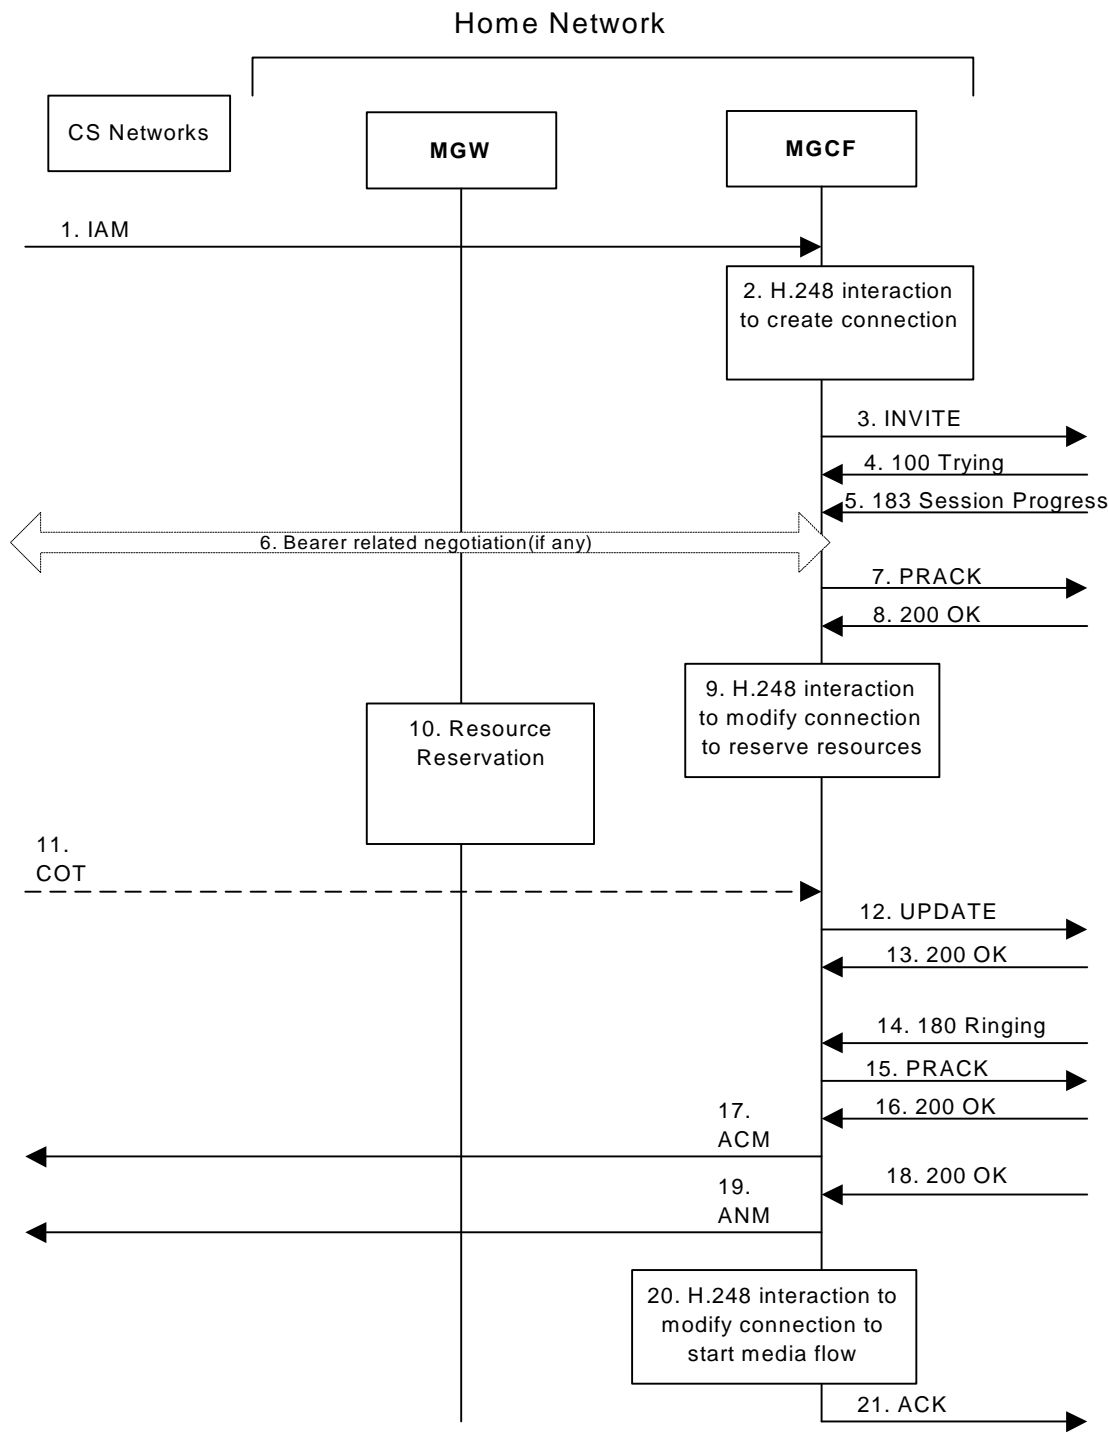 Home Network
CS Networks
MGW
MGCF
1. IAM
2. H.248 interaction
to create connection
3. INVITE
4. 100 Trying
5. 183 Session Progress
6. Bearer related negotiation(if any)
7. PRACK
8. 200 OK
9. H.248 interaction
to modify connection
to reserve resources
10. Resource
Reservation
11.
COT
12. UPDATE
13. 200 OK
14. 180 Ringing
15. PRACK
16. 200 OK
17.
ACM
18. 200 OK
19.
ANM
20. H.248 interaction to
modify connection to
start media flow
21. ACK